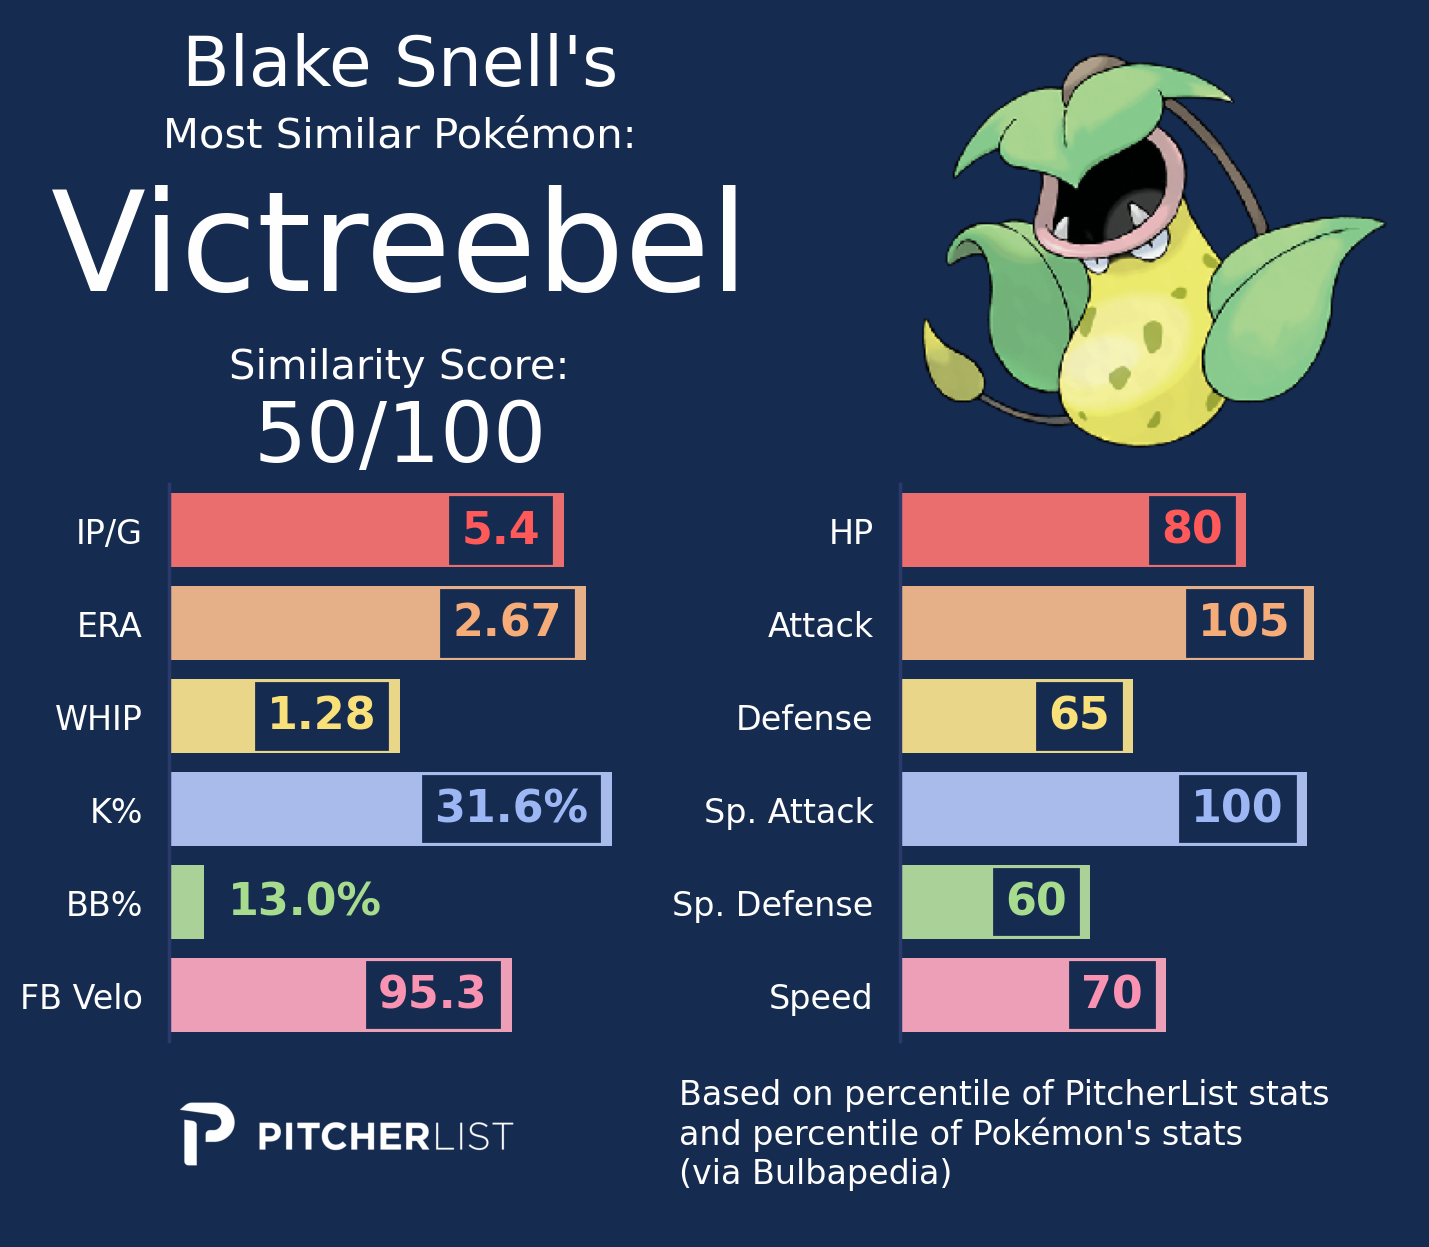 Blake Snell's
Most Similar Pokémon:
Victreebel
Similarity Score:
50/100
IP/G 5.4
ERA 2.67
WHIP 1.28
K% 31.6%
BB% 13.0%
FB Velo 95.3
HP 80
Attack 105
Defense 65
Sp. Attack 100
Sp. Defense 60
Speed 70
PITCHERLIST
Based on percentile of PitcherList stats
and percentile of Pokémon's stats
(via Bulbapedia)